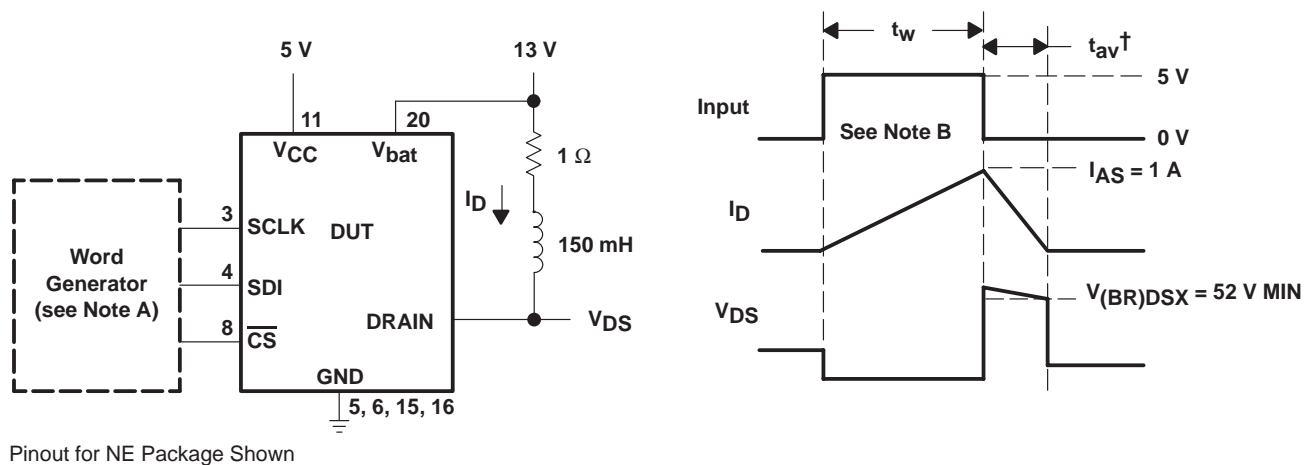 5 V
13 V
11
20
VCC
Vbat
1 Ω
ID
150 mH
3
SCLK
DUT
4
SDI
8
CS
DRAIN
VDS
GND
5, 6, 15, 16
Word
Generator
(see Note A)
Pinout for NE Package Shown
tw
tav†
5 V
Input
See Note B
0 V
IAS = 1 A
ID
V(BR)DSX = 52 V MIN
VDS